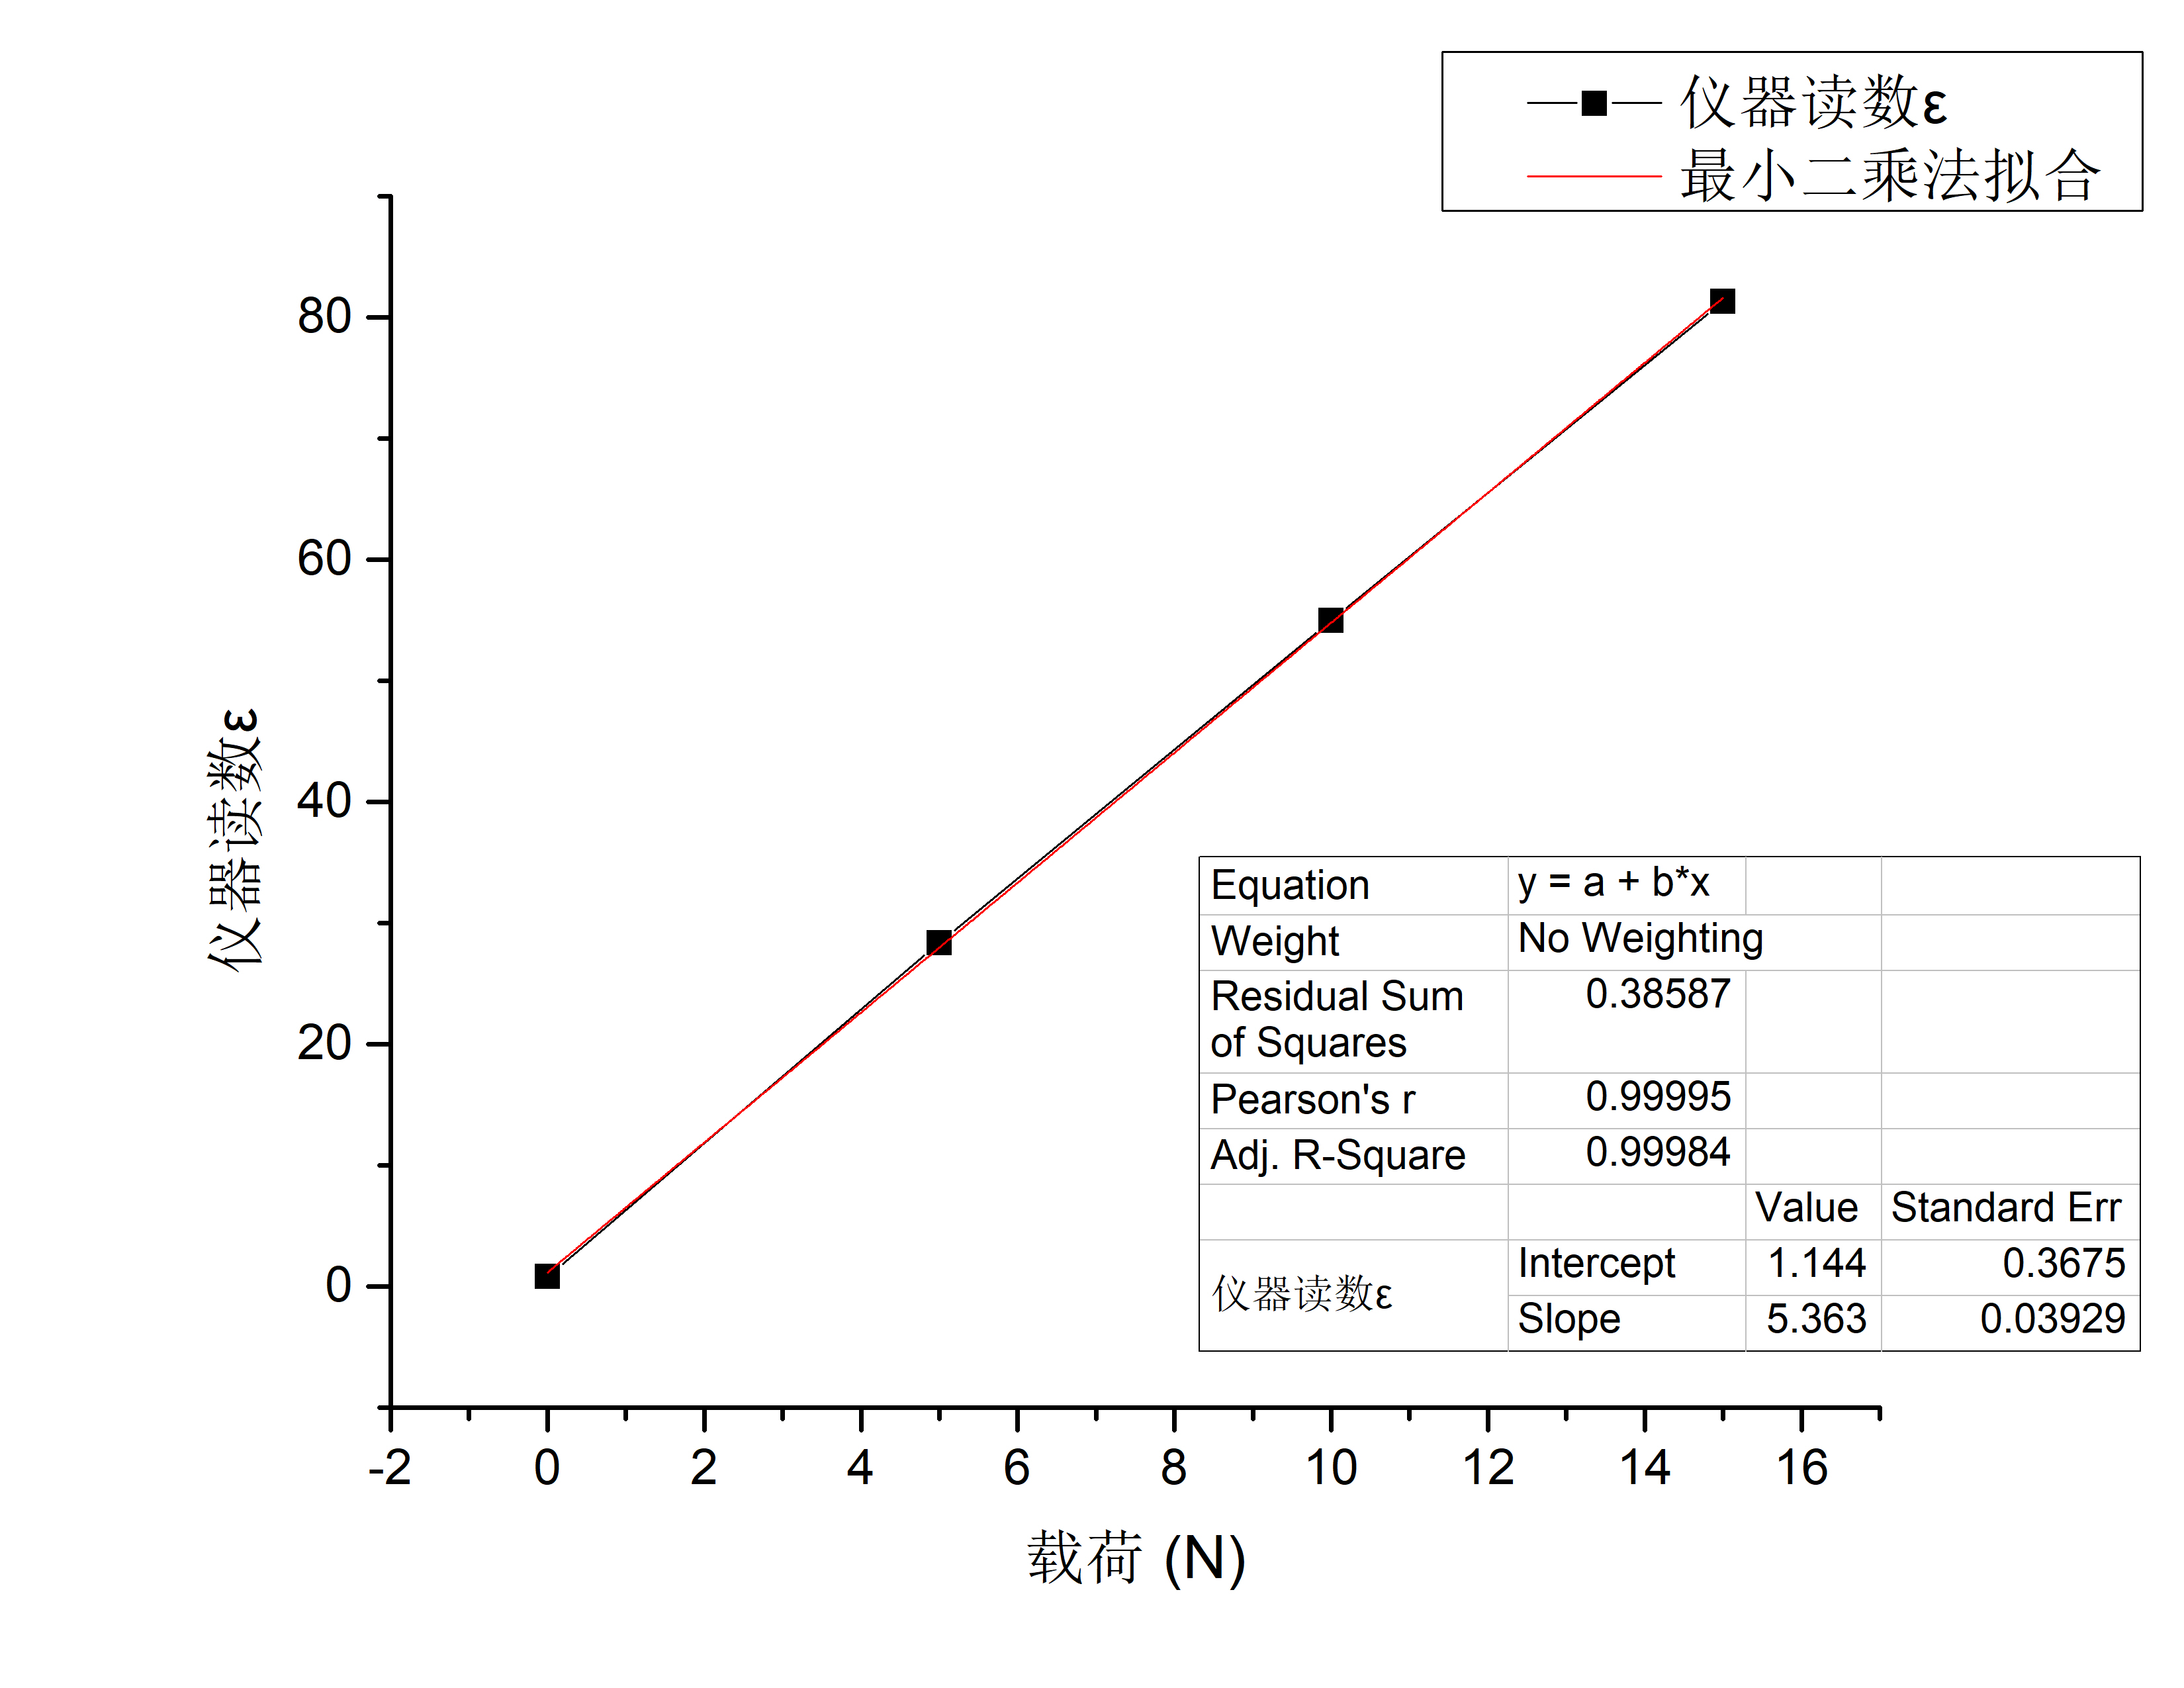 仪器读数ε
最小二乘法拟合
80
60
40
20
0
仪器读数ε
Equation y = a + b*x
Weight No Weighting
Residual Sum of Squares 0.38587
Pearson's r 0.99995
Adj. R-Square 0.99984
Value Standard Err
仪器读数ε Intercept 1.144 0.3675
Slope 5.363 0.03929
-2 0 2 4 6 8 10 12 14 16
载荷 (N)